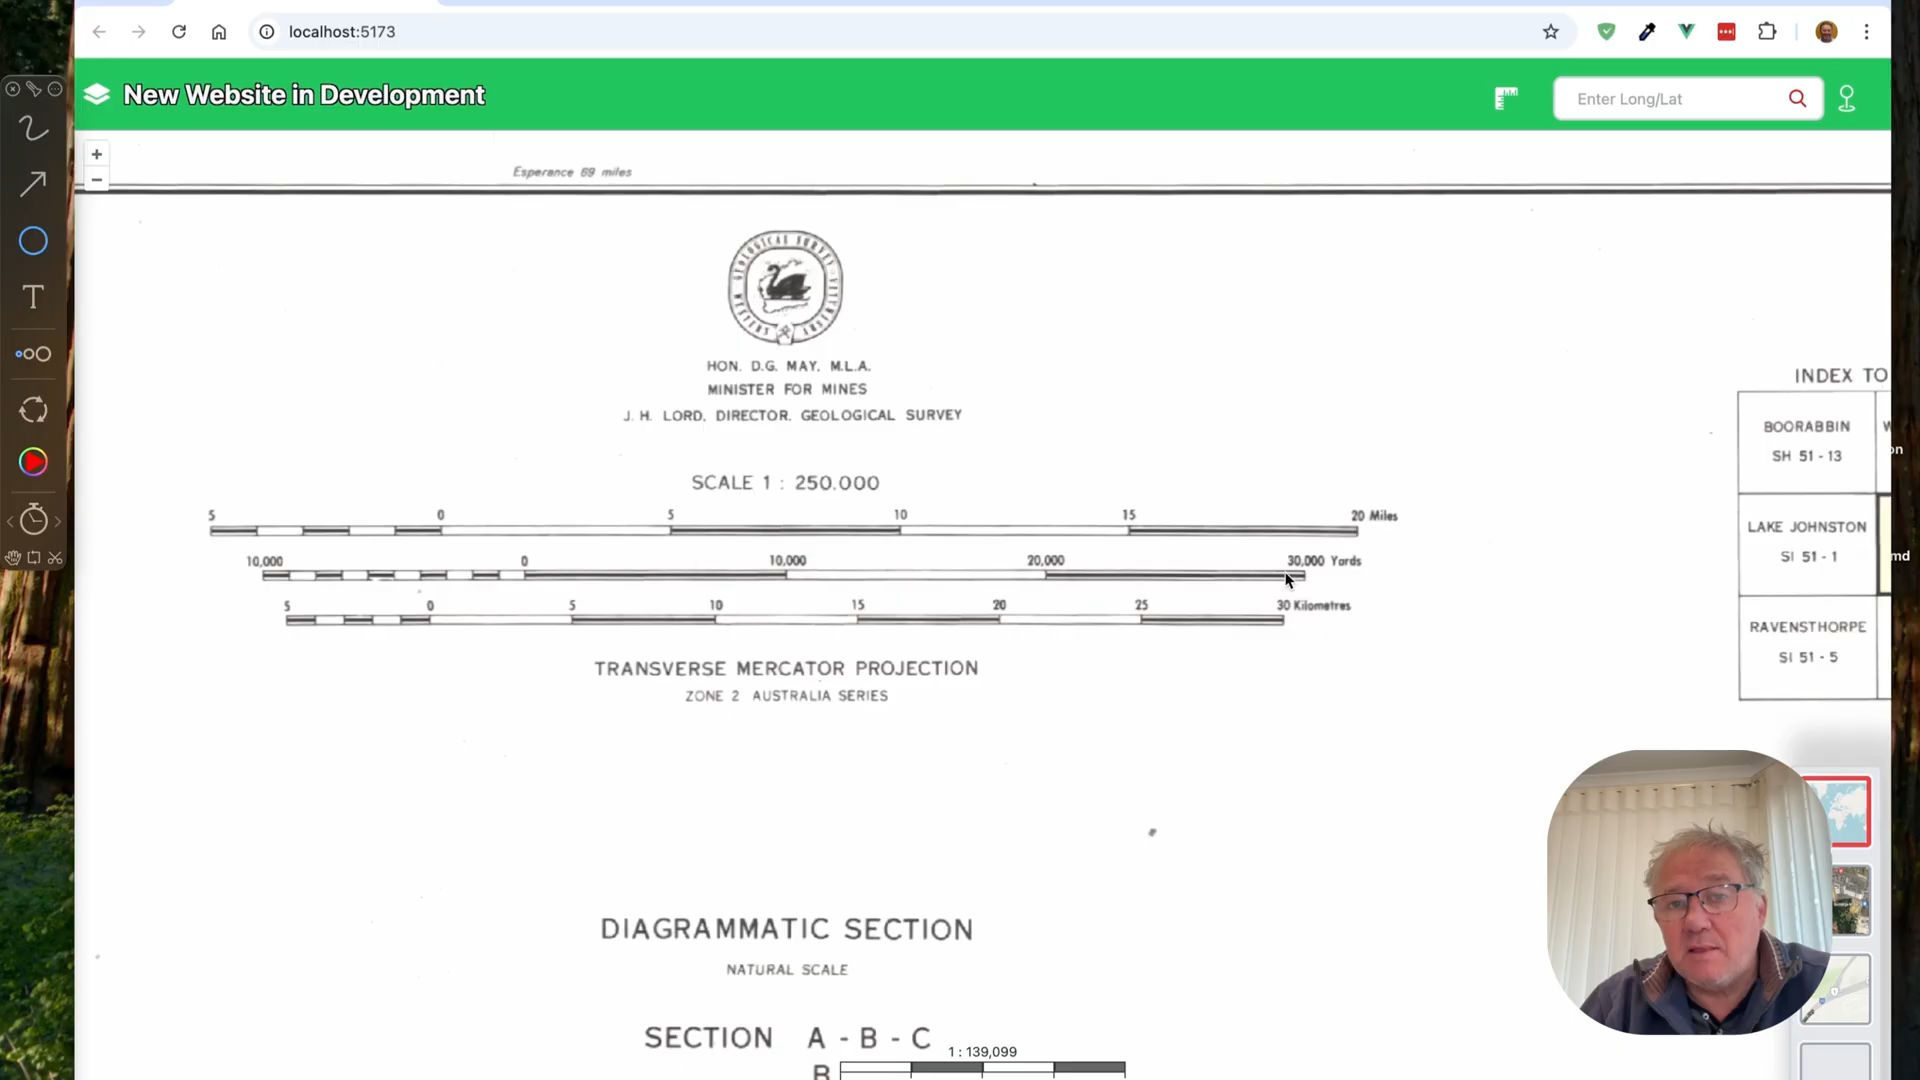 localhost:5173
New Website in Development
Enter Long/Lat
Esperance 69 miles
HON. D.G. MAY. M.L.A.
MINISTER FOR MINES
J. H. LORD, DIRECTOR. GEOLOGICAL SURVEY
SCALE 1 : 250.000
5 0 5 10 15 20 Miles
10,000 0 10,000 20,000 30,000 Yards
5 0 5 10 15 20 25 30 Kilometres
TRANSVERSE MERCATOR PROJECTION
ZONE 2 AUSTRALIA SERIES
INDEX TO
BOORABBIN
SH 51 - 13
LAKE JOHNSTON
SI 51 - 1
RAVENSTHORPE
SI 51 - 5
DIAGRAMMATIC SECTION
NATURAL SCALE
SECTION A - B - C
1 : 139,099
B
T
on
md